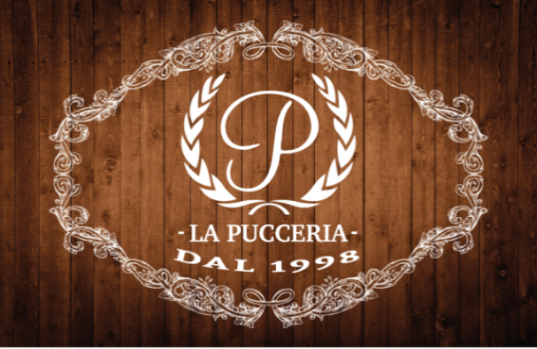 P
- LA PUCCERIA -
DAL 1998